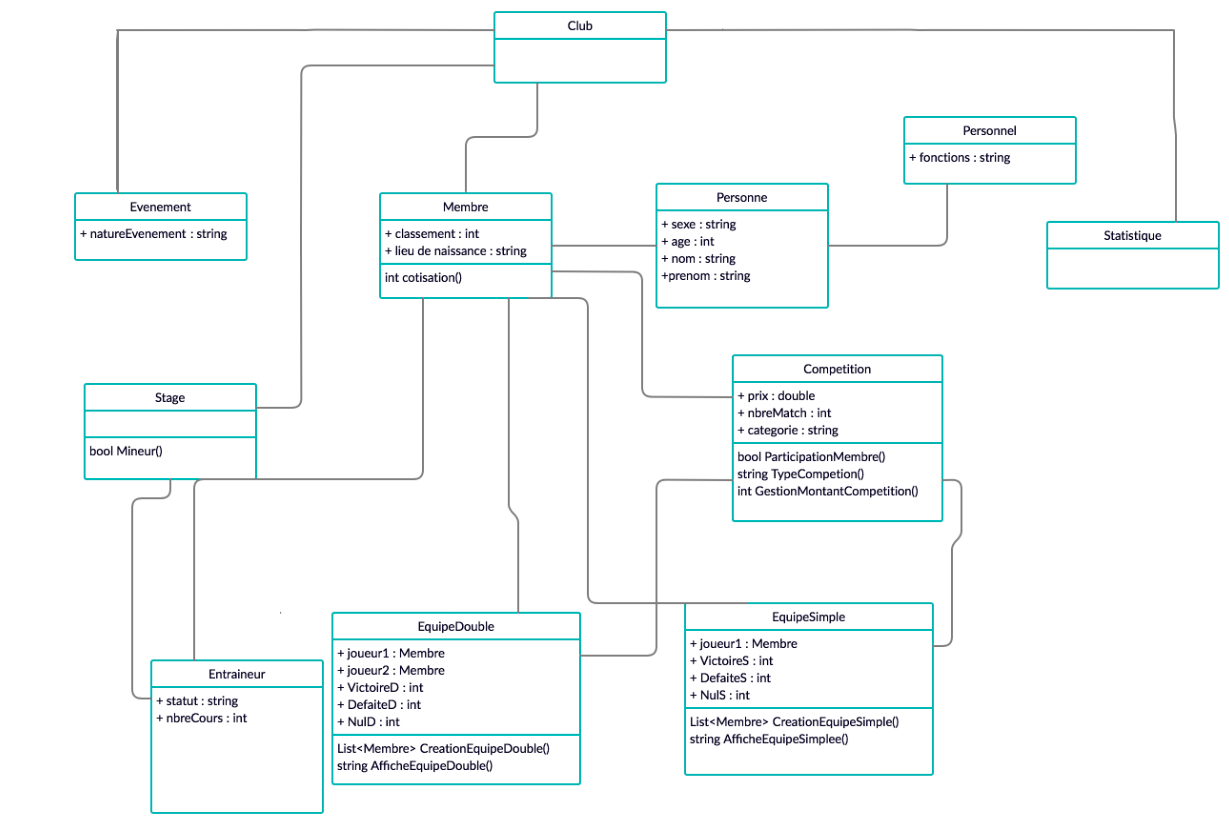 Club
Personnel
+ fonctions : string
Evenement
+ natureEvenement : string
Membre
+ classement : int
+ lieu de naissance : string
int cotisation()
Personne
+ sexe : string
+ age : int
+ nom : string
+prenom : string
Statistique
Stage
bool Mineur()
Competition
+ prix : double
+ nbreMatch : int
+ categorie : string
bool ParticipationMembre()
string TypeCompetion()
int GestionMontantCompetition()
Entraineur
+ statut : string
+ nbreCours : int
EquipeDouble
+ joueur1 : Membre
+ joueur2 : Membre
+ VictoireD : int
+ DefaiteD : int
+ NulD : int
List<Membre> CreationEquipeDouble()
string AfficheEquipeDouble()
EquipeSimple
+ joueur1 : Membre
+ VictoireS : int
+ DefaiteS : int
+ NulS : int
List<Membre> CreationEquipeSimple()
string AfficheEquipeSimplee()